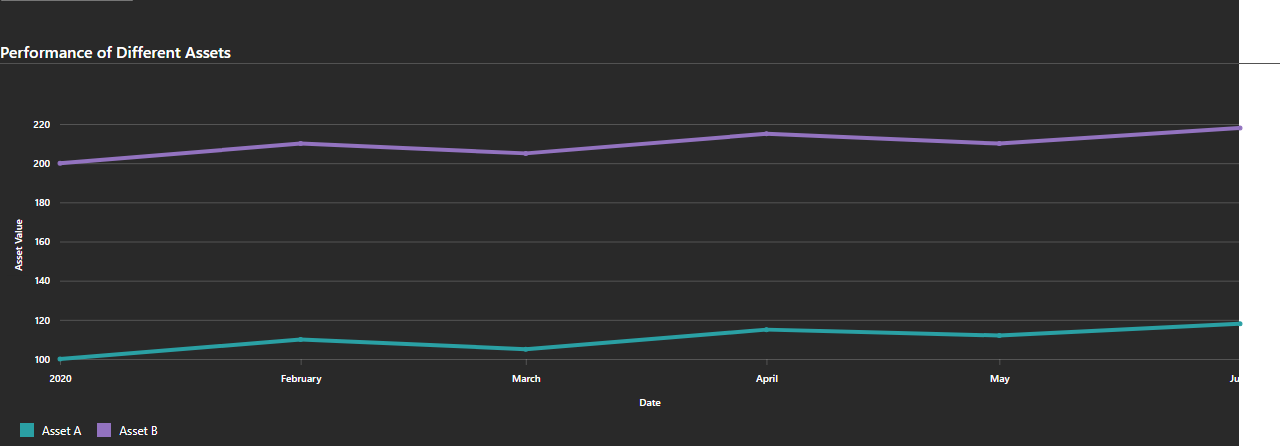 Performance of Different Assets
220
200
180
160
140
120
100
Asset Value
2020 February March April May Ju
Date
Asset A Asset B